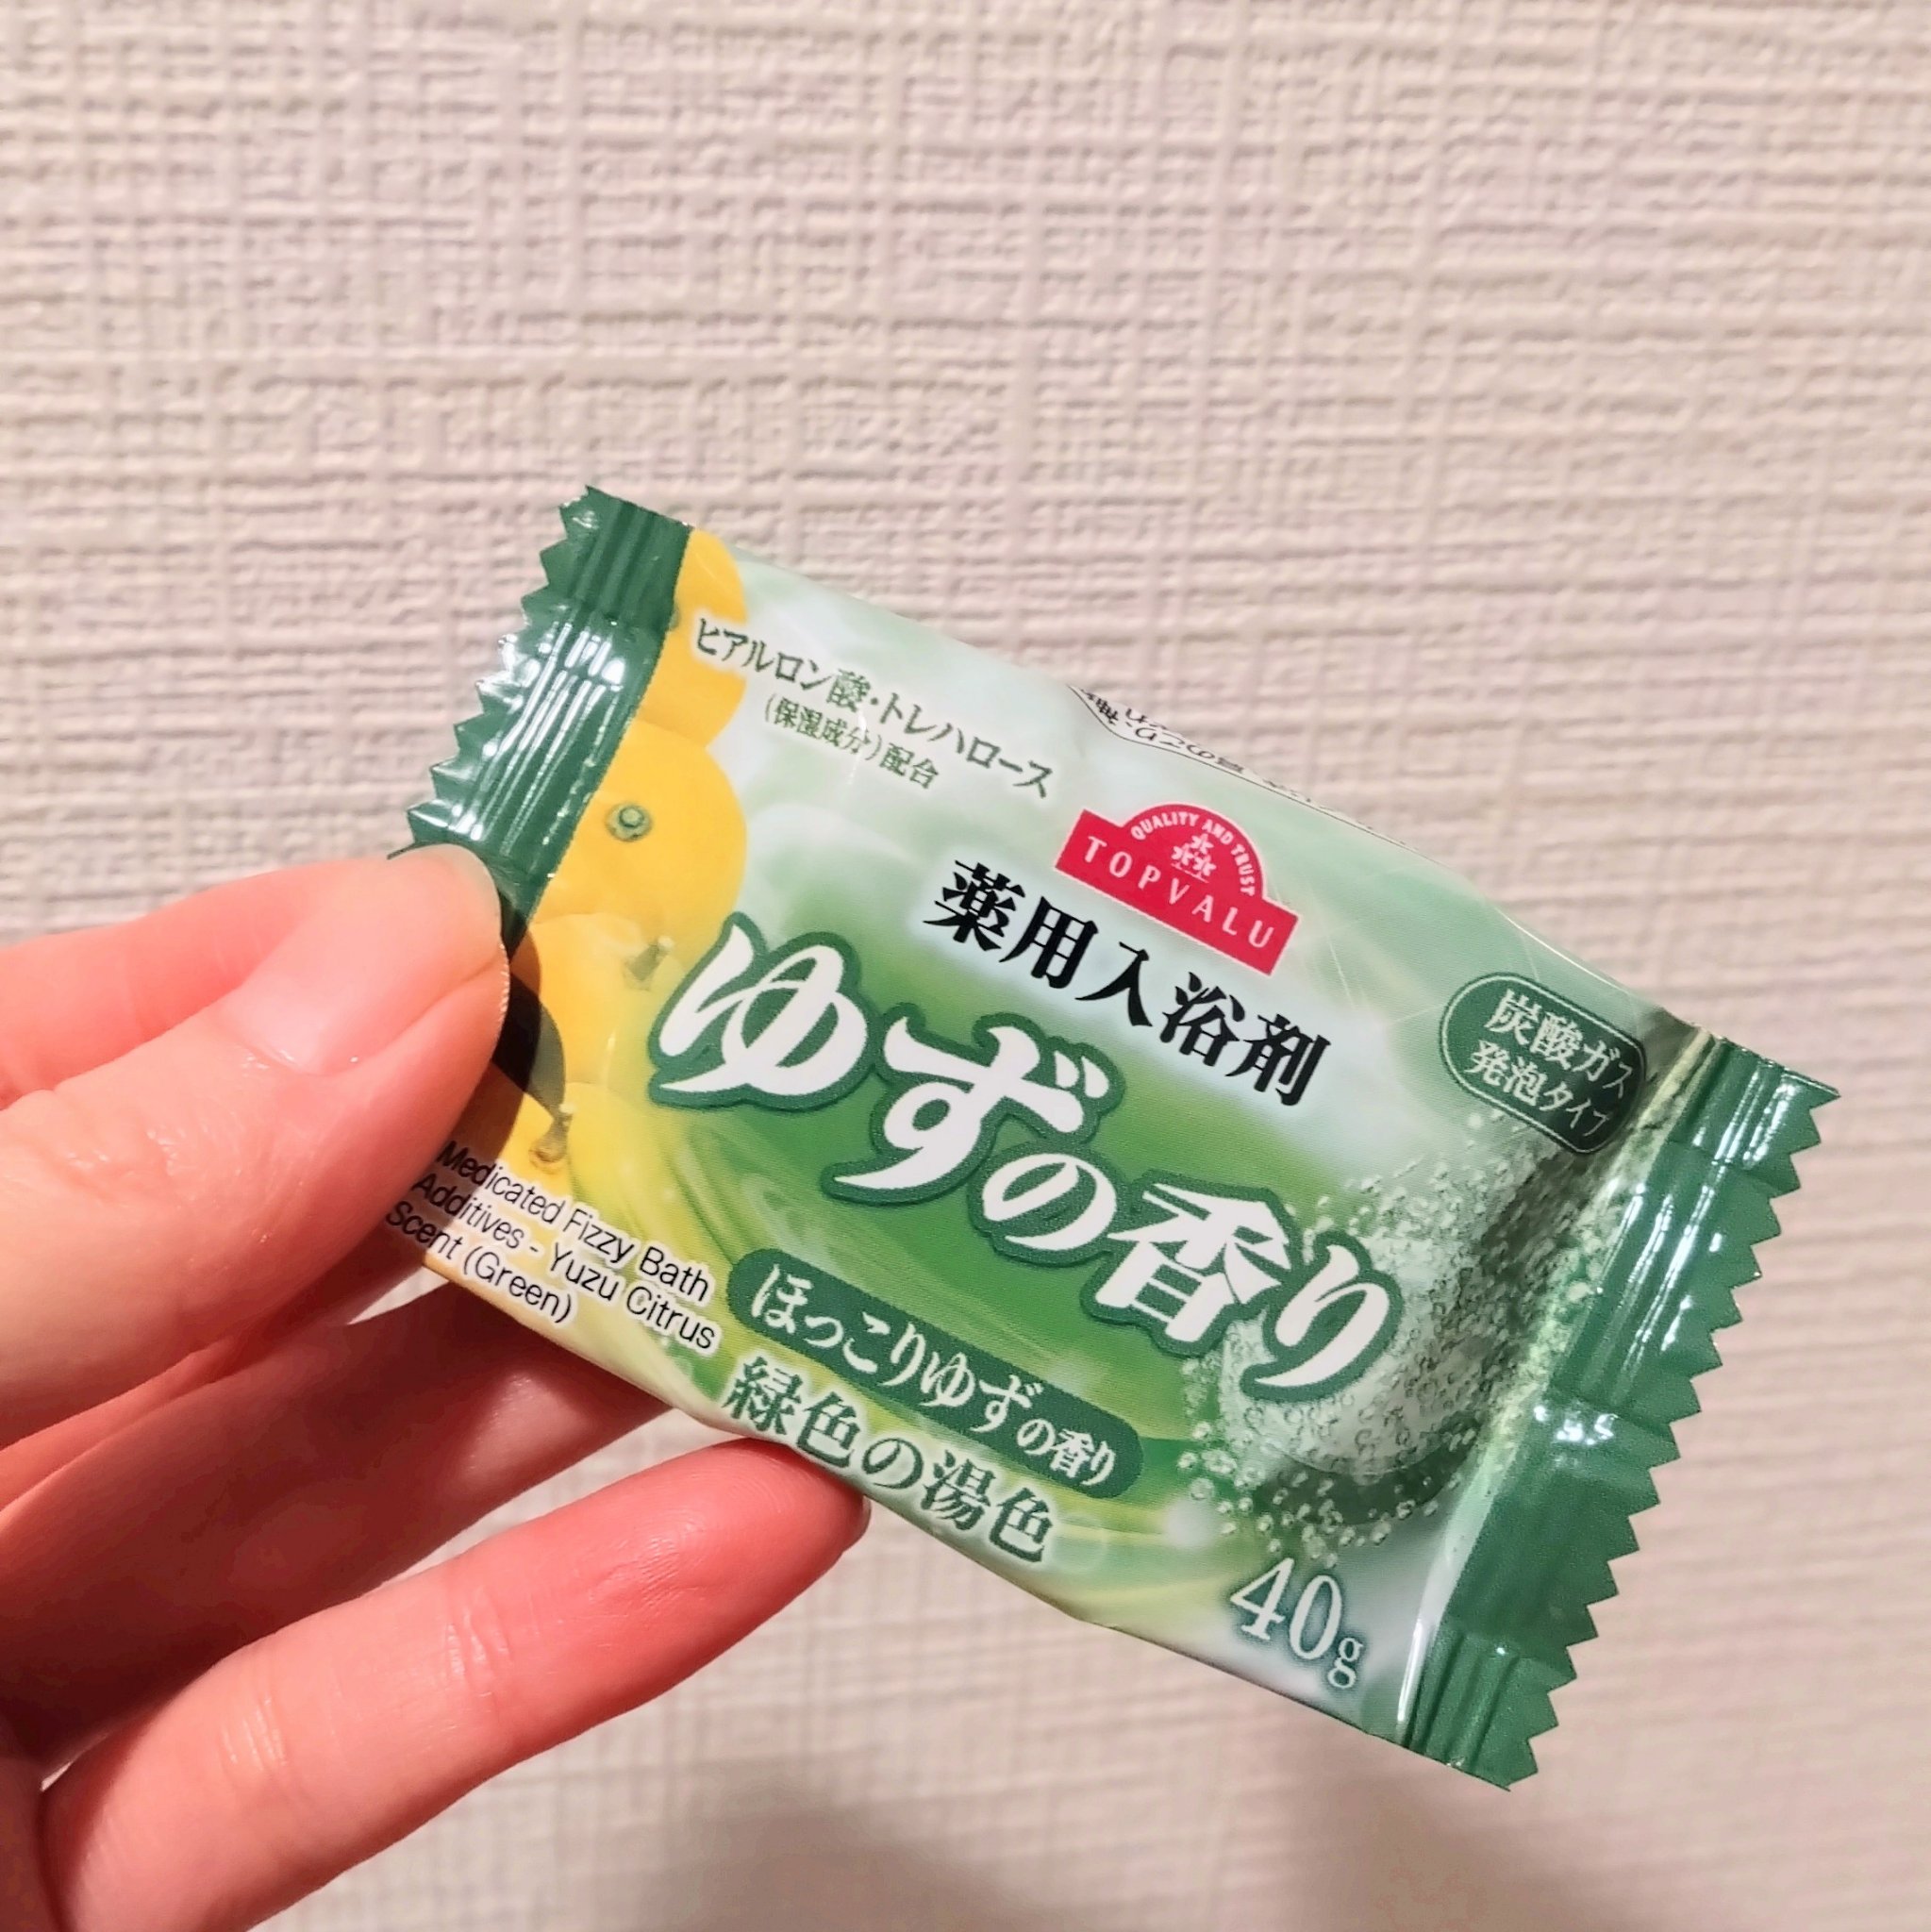 ヒアルロン酸・トレハロース
(保湿成分)配合
QUALITY AND TRUST
TOPVALU
薬用入浴剤
炭酸ガス
発泡タイプ
ゆずの香り
Medicated Fizzy Bath
Additives - Yuzu Citrus
Scent (Green)
ほっこりゆずの香り
緑色の湯色
40g